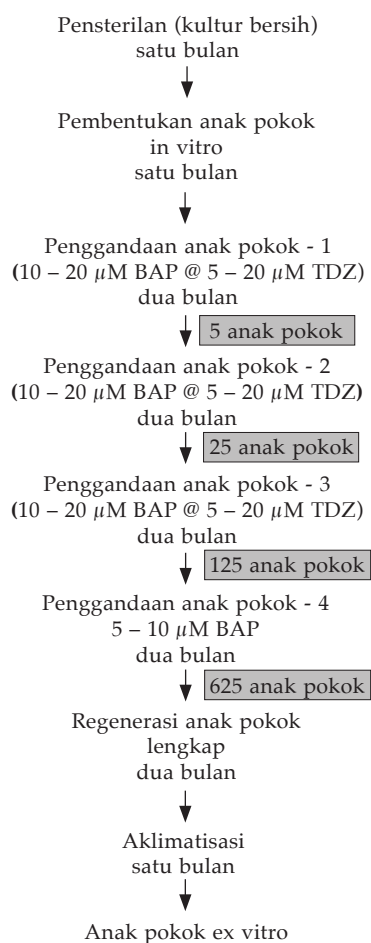 Pensterilan (kultur bersih)
satu bulan
Pembentukan anak pokok
in vitro
satu bulan
Penggandaan anak pokok - 1
(10 – 20 µM BAP @ 5 – 20 µM TDZ)
dua bulan
5 anak pokok
Penggandaan anak pokok - 2
(10 – 20 µM BAP @ 5 – 20 µM TDZ)
dua bulan
25 anak pokok
Penggandaan anak pokok - 3
(10 – 20 µM BAP @ 5 – 20 µM TDZ)
dua bulan
125 anak pokok
Penggandaan anak pokok - 4
5 – 10 µM BAP
dua bulan
625 anak pokok
Regenerasi anak pokok
lengkap
dua bulan
Aklimatisasi
satu bulan
Anak pokok ex vitro